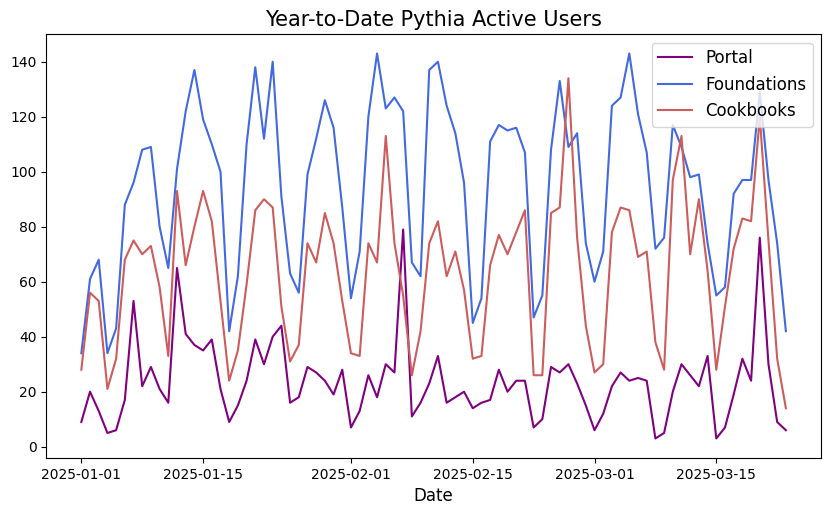 Year-to-Date Pythia Active Users
Portal
Foundations
Cookbooks
140
120
100
80
60
40
20
0
2025-01-01 2025-01-15 2025-02-01 2025-02-15 2025-03-01 2025-03-15
Date